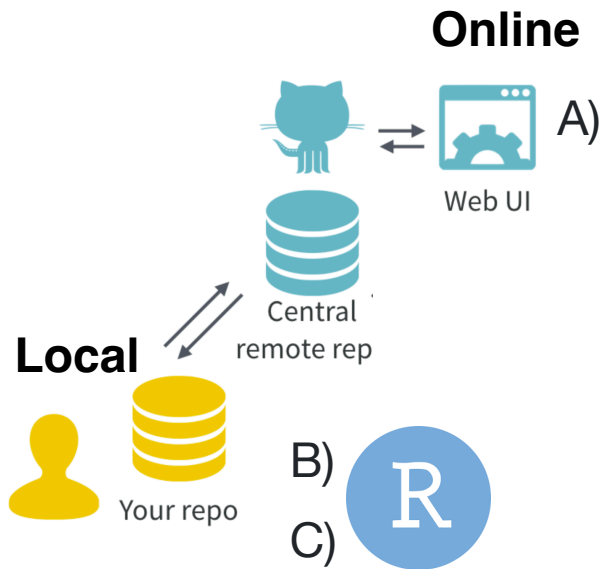 Online
A)
Web UI
Central
remote rep
Local
Your repo
B)
R
C)